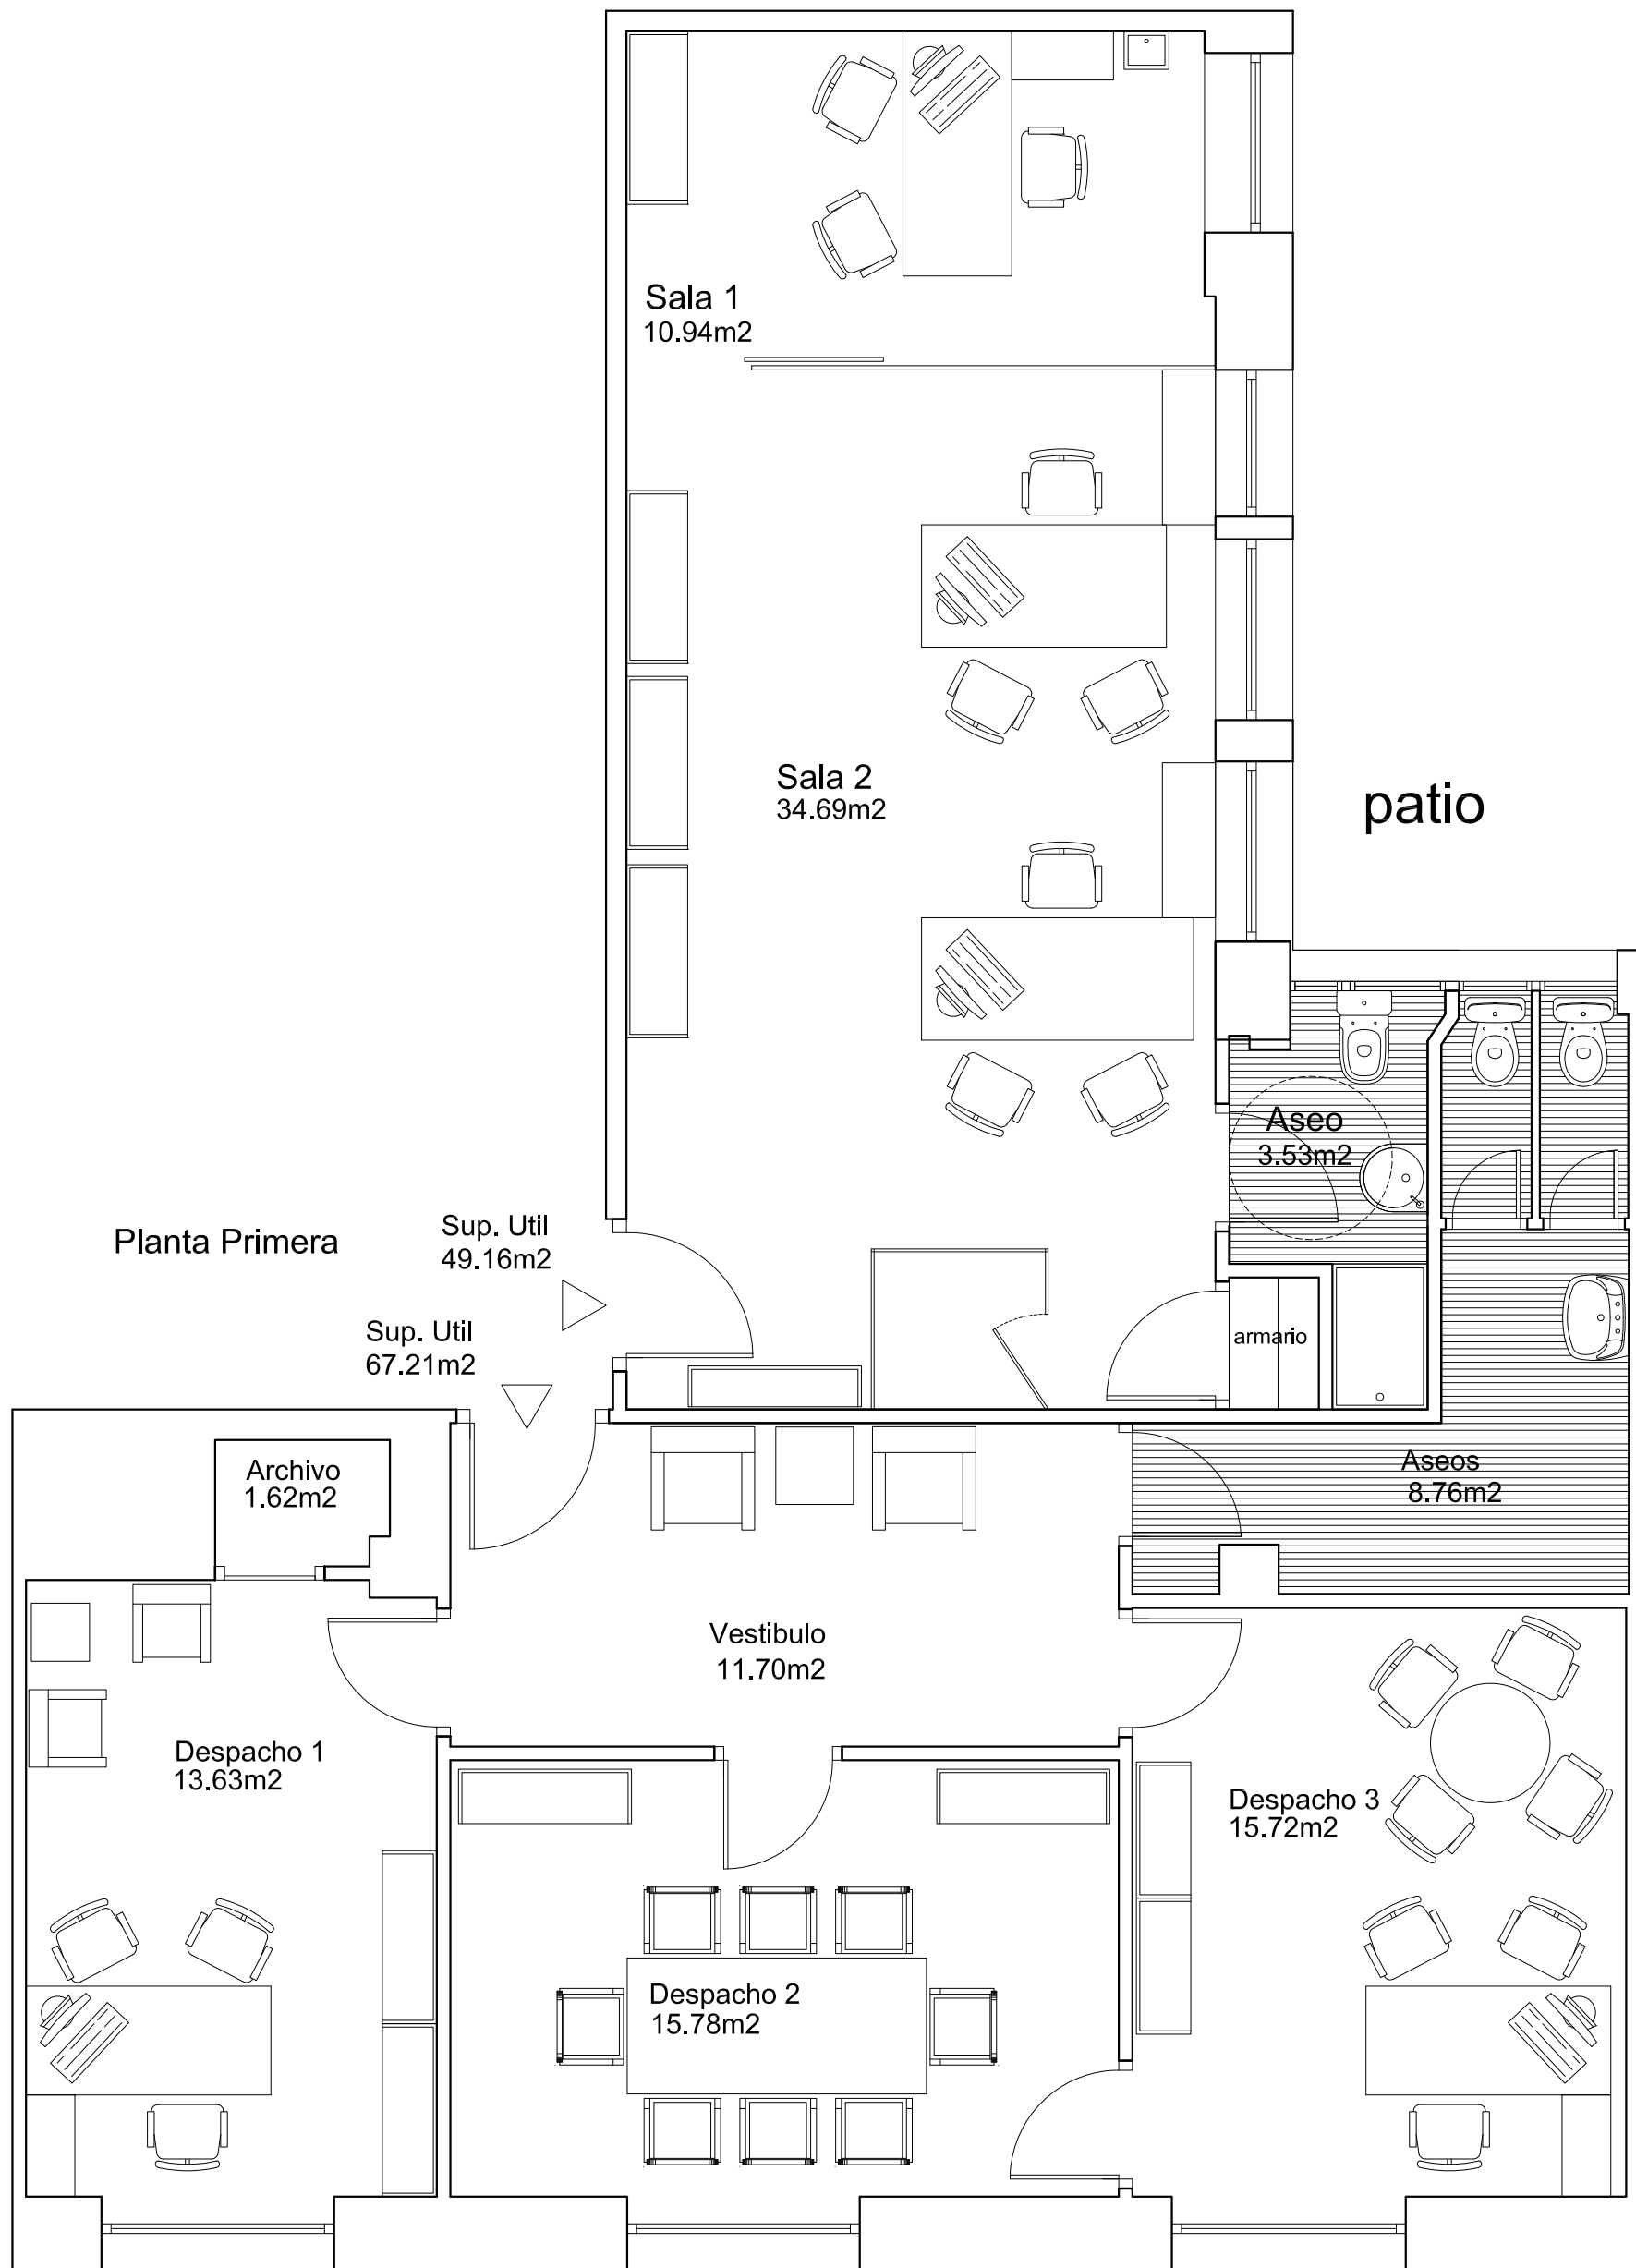 Sala 1
10.94m2
Sala 2
34.69m2
patio
Aseo
3.53m2
Planta Primera
Sup. Util
49.16m2
Sup. Util
67.21m2
armario
Archivo
1.62m2
Aseos
8.76m2
Vestibulo
11.70m2
Despacho 1
13.63m2
Despacho 3
15.72m2
Despacho 2
15.78m2